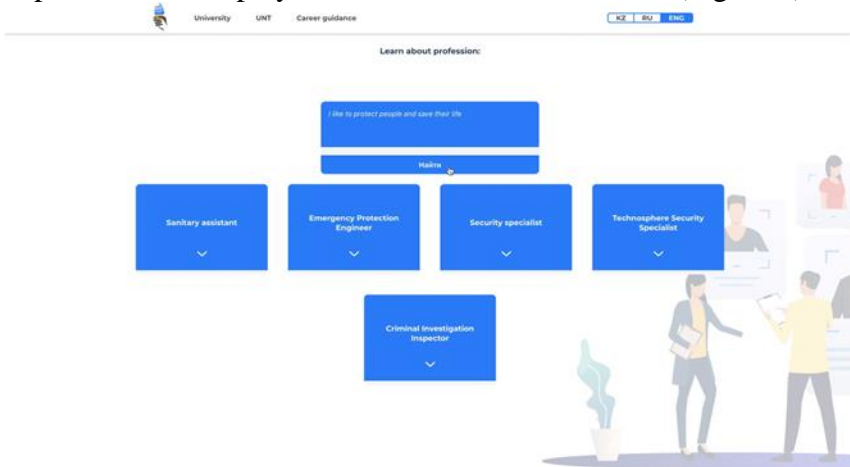 University UNT Career guidance KZ RU ENG
Learn about profession:
I like to protect people and save their life
Найти
Sanitary assistant
Emergency Protection
Engineer
Security specialist
Technosphere Security
Specialist
Criminal Investigation
Inspector